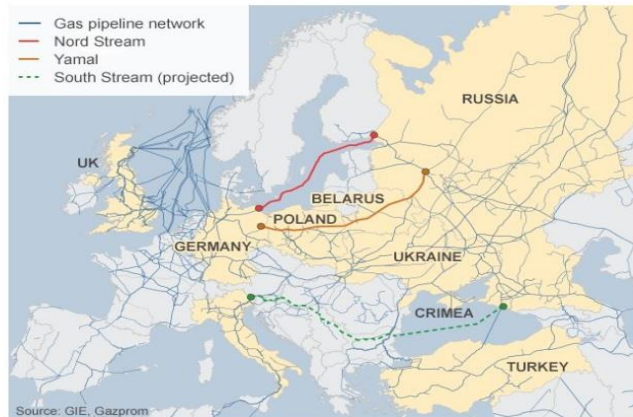 Gas pipeline network
Nord Stream
Yamal
South Stream (projected)
RUSSIA
UK
BELARUS
POLAND
GERMANY
UKRAINE
CRIMEA
TURKEY
Source: GIE, Gazprom